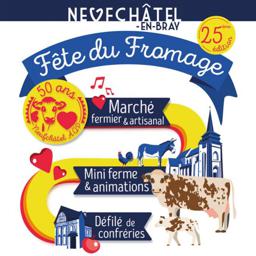 NEUFCHÂTEL
-EN-BRAY
25ème
édition
Fête du Fromage
50 ans
Neufchâtel AOP
Marché
fermier & artisanal
Mini ferme
& animations
Défilé de
confréries